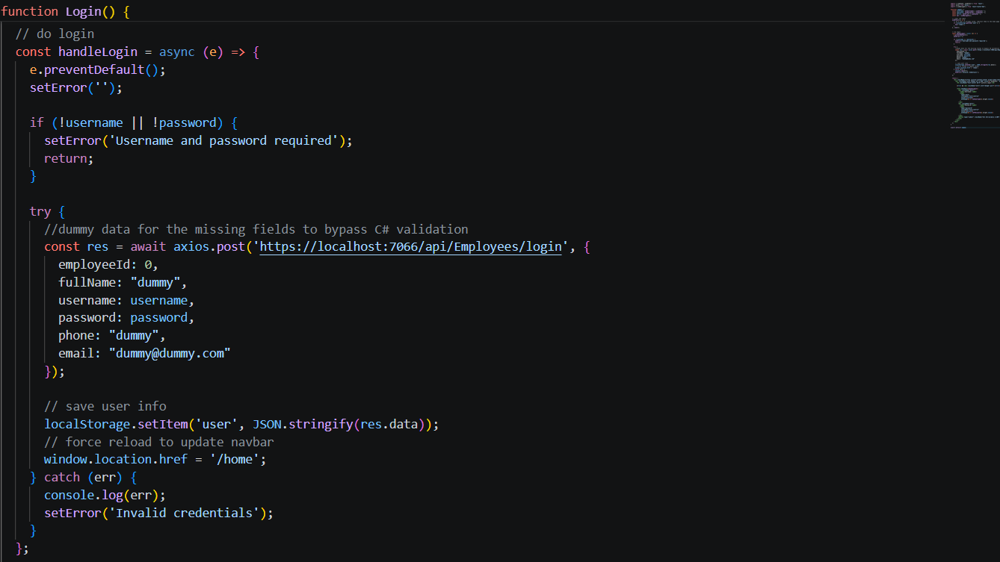 function Login() {
  // do login
  const handleLogin = async (e) => {
    e.preventDefault();
    setError('');

    if (!username || !password) {
      setError('Username and password required');
      return;
    }

    try {
      //dummy data for the missing fields to bypass C# validation
      const res = await axios.post('https://localhost:7066/api/Employees/login', {
        employeeId: 0,
        fullName: "dummy",
        username: username,
        password: password,
        phone: "dummy",
        email: "dummy@dummy.com"
      });

      // save user info
      localStorage.setItem('user', JSON.stringify(res.data));
      // force reload to update navbar
      window.location.href = '/home';
    } catch (err) {
      console.log(err);
      setError('Invalid credentials');
    }
  };